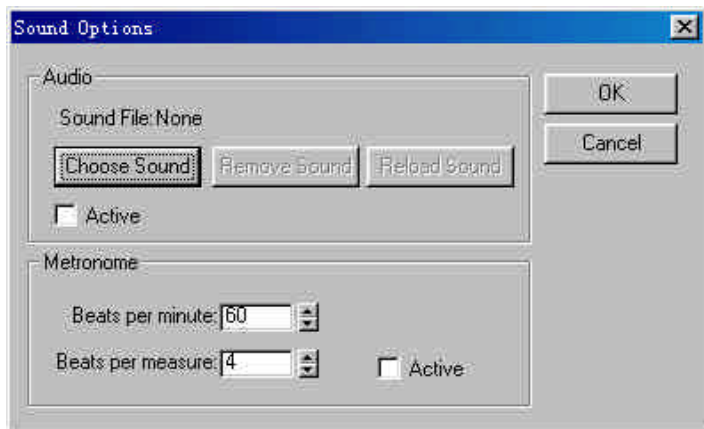 Sound Options
Audio
Sound File:None
Choose Sound Remove Sound Reload Sound
Active
OK
Cancel
Metronome
Beats per minute: 60
Beats per measure: 4
Active